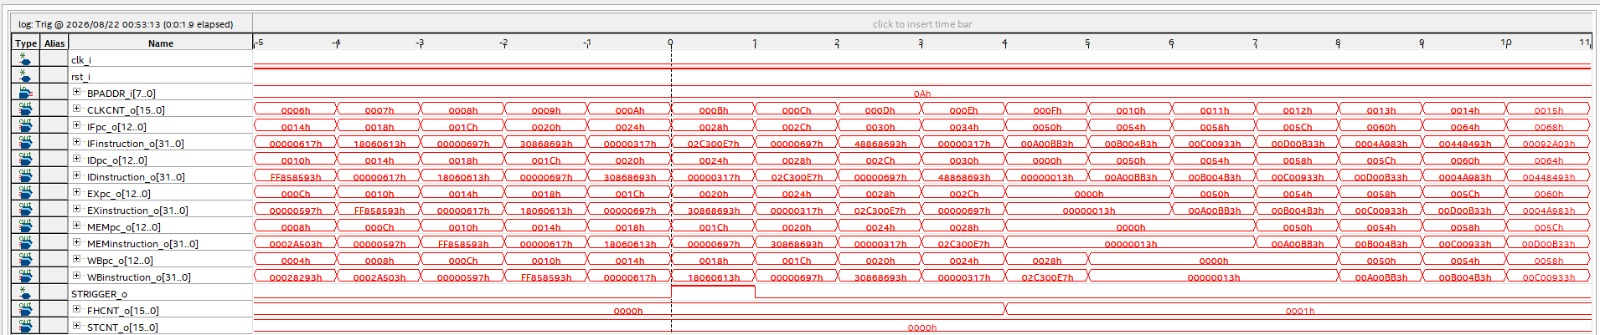 log: Trig @ 2026/08/22 00:53:13 (0:0:1.9 elapsed) click to insert time bar
Type Alias Name -5 -4 -3 -2 -1 0 1 2 3 4 5 6 7 8 9 10 11
clk_i
rst_i
BPADDR_i[7..0] 0Ah
CLKCNT_o[15..0] 0006h 0007h 0008h 0009h 000Ah 000Bh 000Ch 000Dh 000Eh 000Fh 0010h 0011h 0012h 0013h 0014h 0015h
IFpc_o[12..0] 0014h 0018h 001Ch 0020h 0024h 0028h 002Ch 0030h 0034h 0050h 0054h 0058h 005Ch 0060h 0064h 0068h
IFinstruction_o[31..0] 00000617h 18060613h 00000697h 30868693h 00000317h 02C300E7h 00000697h 48868693h 00000317h 00A00BB3h 00B004B3h 00C00933h 00D00B33h 0004A983h 00448493h 00092A03h
IDpc_o[12..0] 0010h 0014h 0018h 001Ch 0020h 0024h 0028h 002Ch 0030h 0000h 0050h 0054h 0058h 005Ch 0060h 0064h
IDinstruction_o[31..0] FF858593h 00000617h 18060613h 00000697h 30868693h 00000317h 02C300E7h 00000697h 48868693h 00000013h 00A00BB3h 00B004B3h 00C00933h 00D00B33h 0004A983h 00448493h
EXpc_o[12..0] 000Ch 0010h 0014h 0018h 001Ch 0020h 0024h 0028h 002Ch 0000h 0050h 0054h 0058h 005Ch 0060h
EXinstruction_o[31..0] 00000597h FF858593h 00000617h 18060613h 00000697h 30868693h 00000317h 02C300E7h 00000697h 00000013h 00A00BB3h 00B004B3h 00C00933h 00D00B33h 0004A983h
MEMpc_o[12..0] 0008h 000Ch 0010h 0014h 0018h 001Ch 0020h 0024h 0028h 0000h 0050h 0054h 0058h 005Ch
MEMinstruction_o[31..0] 0002A503h 00000597h FF858593h 00000617h 18060613h 00000697h 30868693h 00000317h 02C300E7h 00000013h 00A00BB3h 00B004B3h 00C00933h 00D00B33h
WBpc_o[12..0] 0004h 0008h 000Ch 0010h 0014h 0018h 001Ch 0020h 0024h 0028h 0000h 0050h 0054h 0058h
WBinstruction_o[31..0] 00028293h 0002A503h 00000597h FF858593h 00000617h 18060613h 00000697h 30868693h 00000317h 02C300E7h 00000013h 00A00BB3h 00B004B3h 00C00933h
STRIGGER_o
FHCNT_o[15..0] 0000h 0001h
STCNT_o[15..0] 0000h